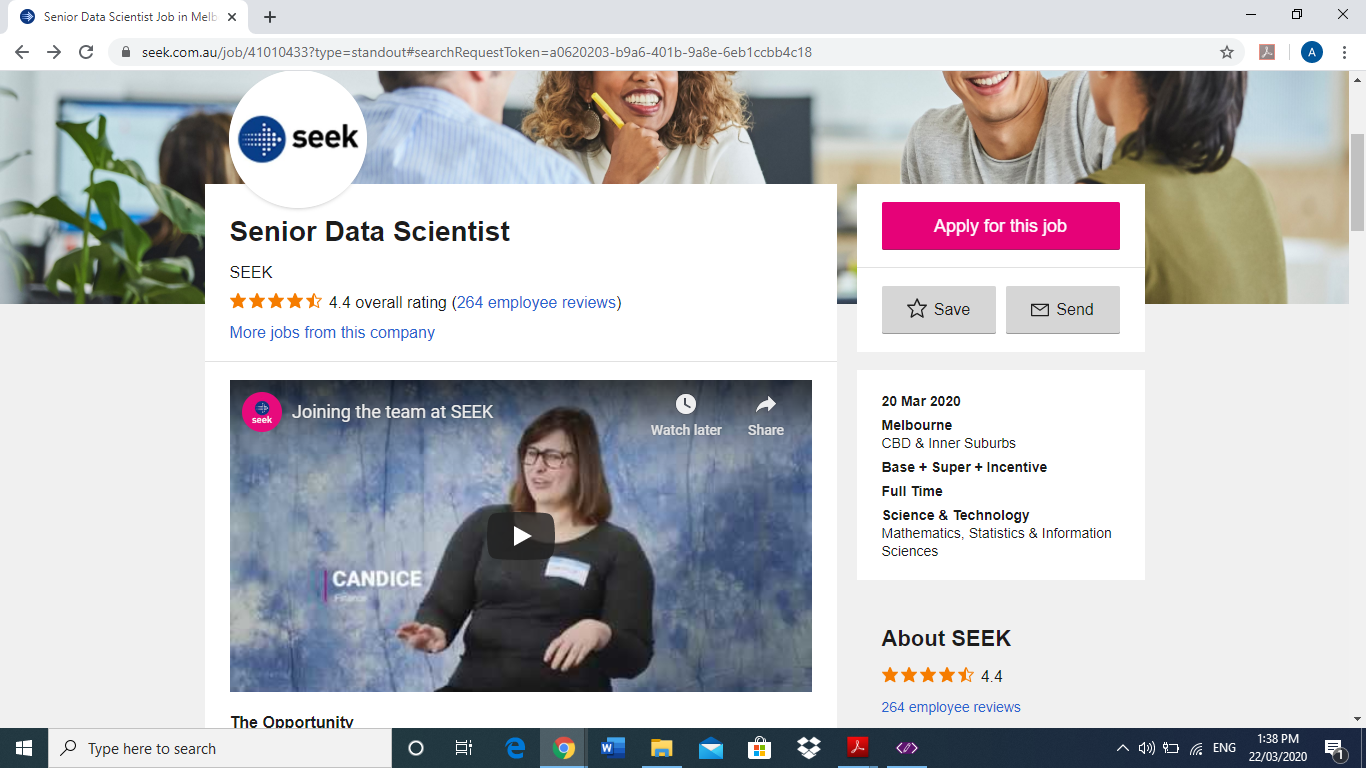 Senior Data Scientist Job in Melb
seek.com.au/job/41010433?type=standout#searchRequestToken=a0620203-b9a6-401b-9a8e-6eb1ccbb4c18
A
seek
Senior Data Scientist
SEEK
4.4 overall rating (264 employee reviews)
More jobs from this company
seek
Joining the team at SEEK
Watch later
Share
CANDICE
Finance
The Opportunity
Apply for this job
Save
Send
20 Mar 2020
Melbourne
CBD & Inner Suburbs
Base + Super + Incentive
Full Time
Science & Technology
Mathematics, Statistics & Information
Sciences
About SEEK
4.4
264 employee reviews
Type here to search
ENG
1:38 PM
22/03/2020
1